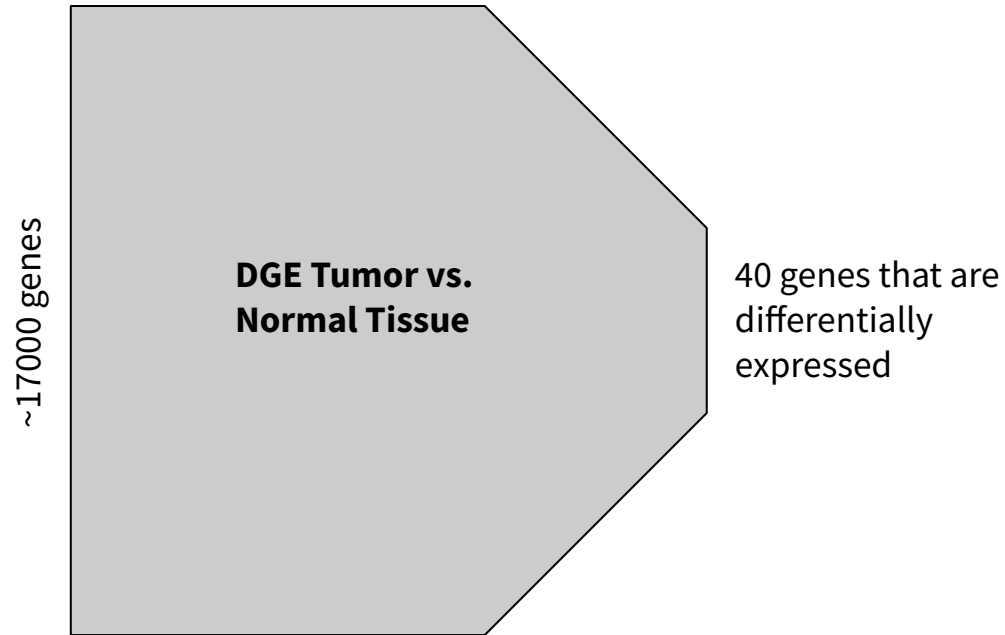 ~17000 genes
DGE Tumor vs.
Normal Tissue
40 genes that are
differentially
expressed